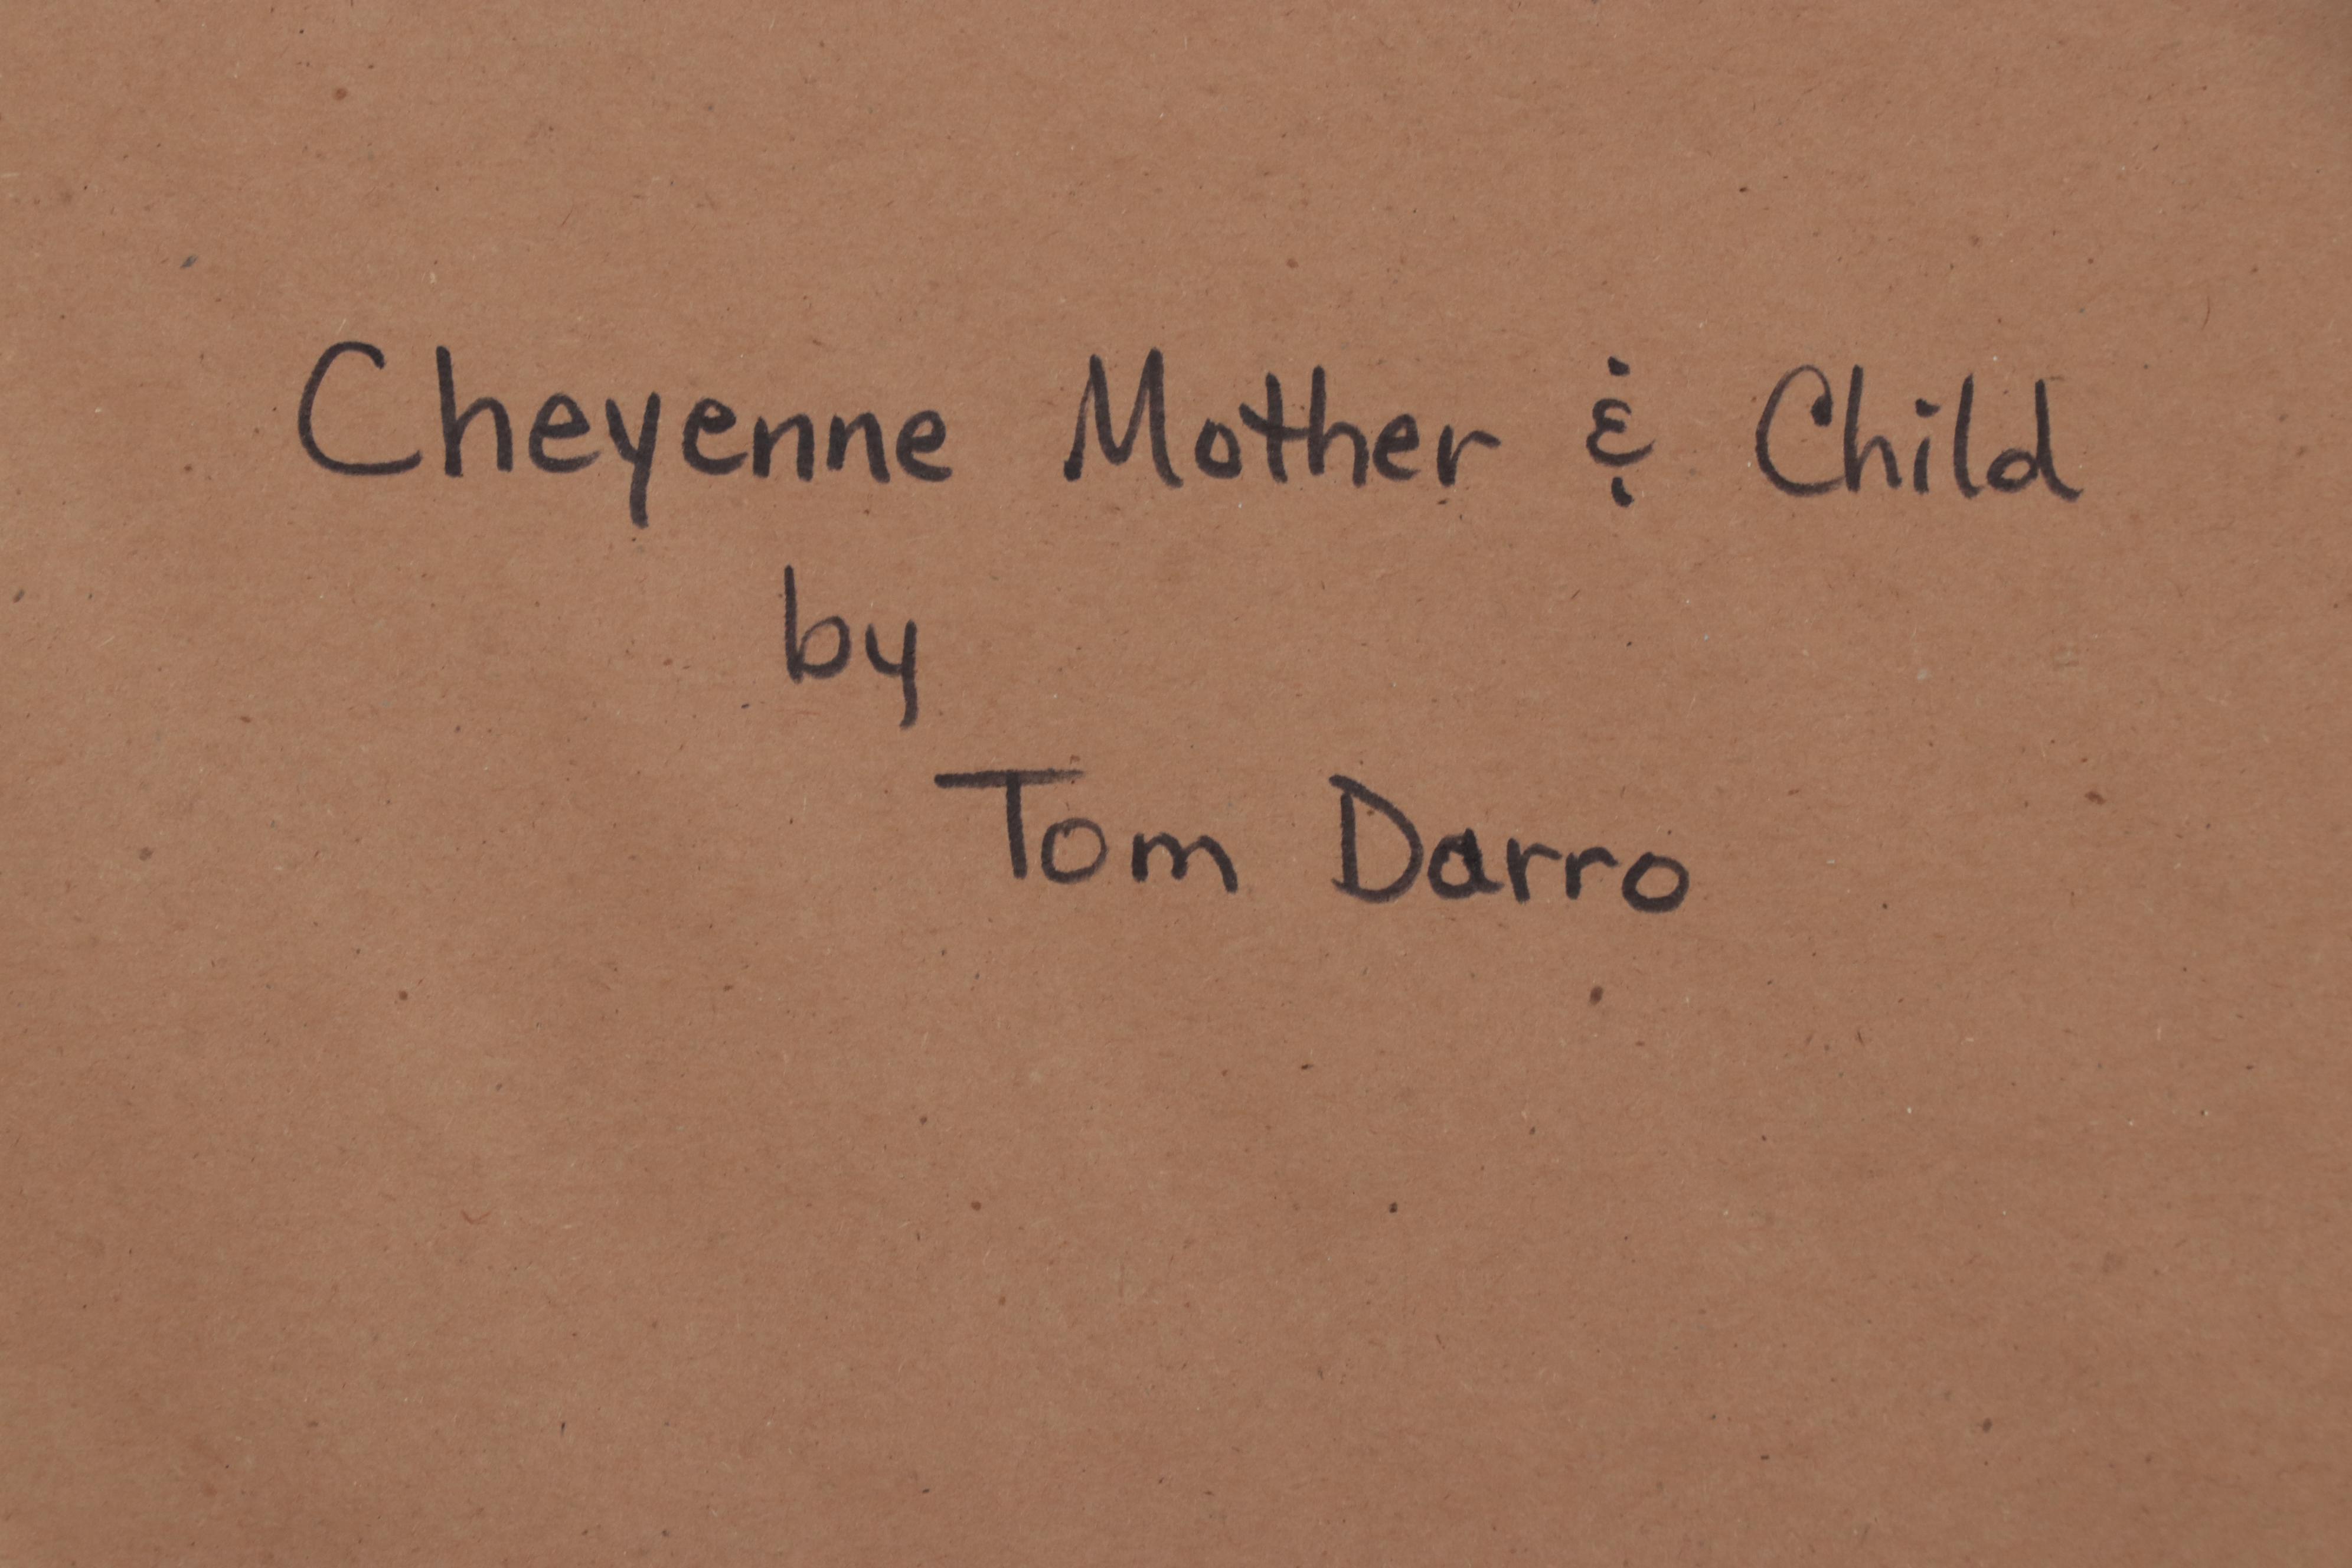 Cheyenne Mother & Child
by
Tom Darro